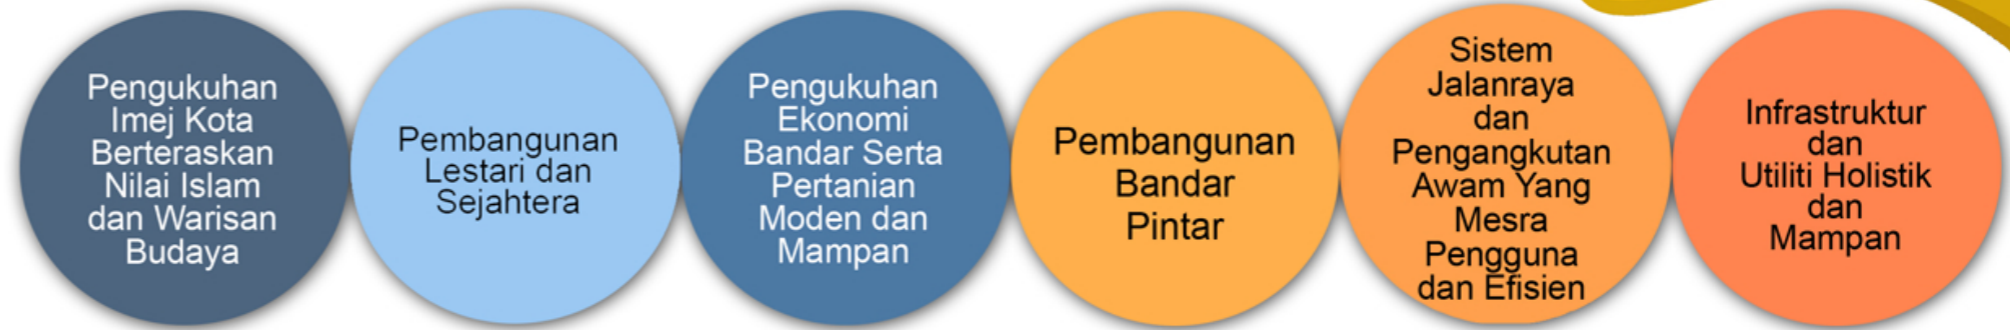 Pengukuhan
Imej Kota
Berteraskan
Nilai Islam
dan Warisan
Budaya
Pembangunan
Lestari dan
Sejahtera
Pengukuhan
Ekonomi
Bandar Serta
Pertanian
Moden dan
Mampan
Pembangunan
Bandar
Pintar
Sistem
Jalanraya
dan
Pengangkutan
Awam Yang
Mesra
Pengguna
dan Efisien
Infrastruktur
dan
Utiliti Holistik
dan
Mampan